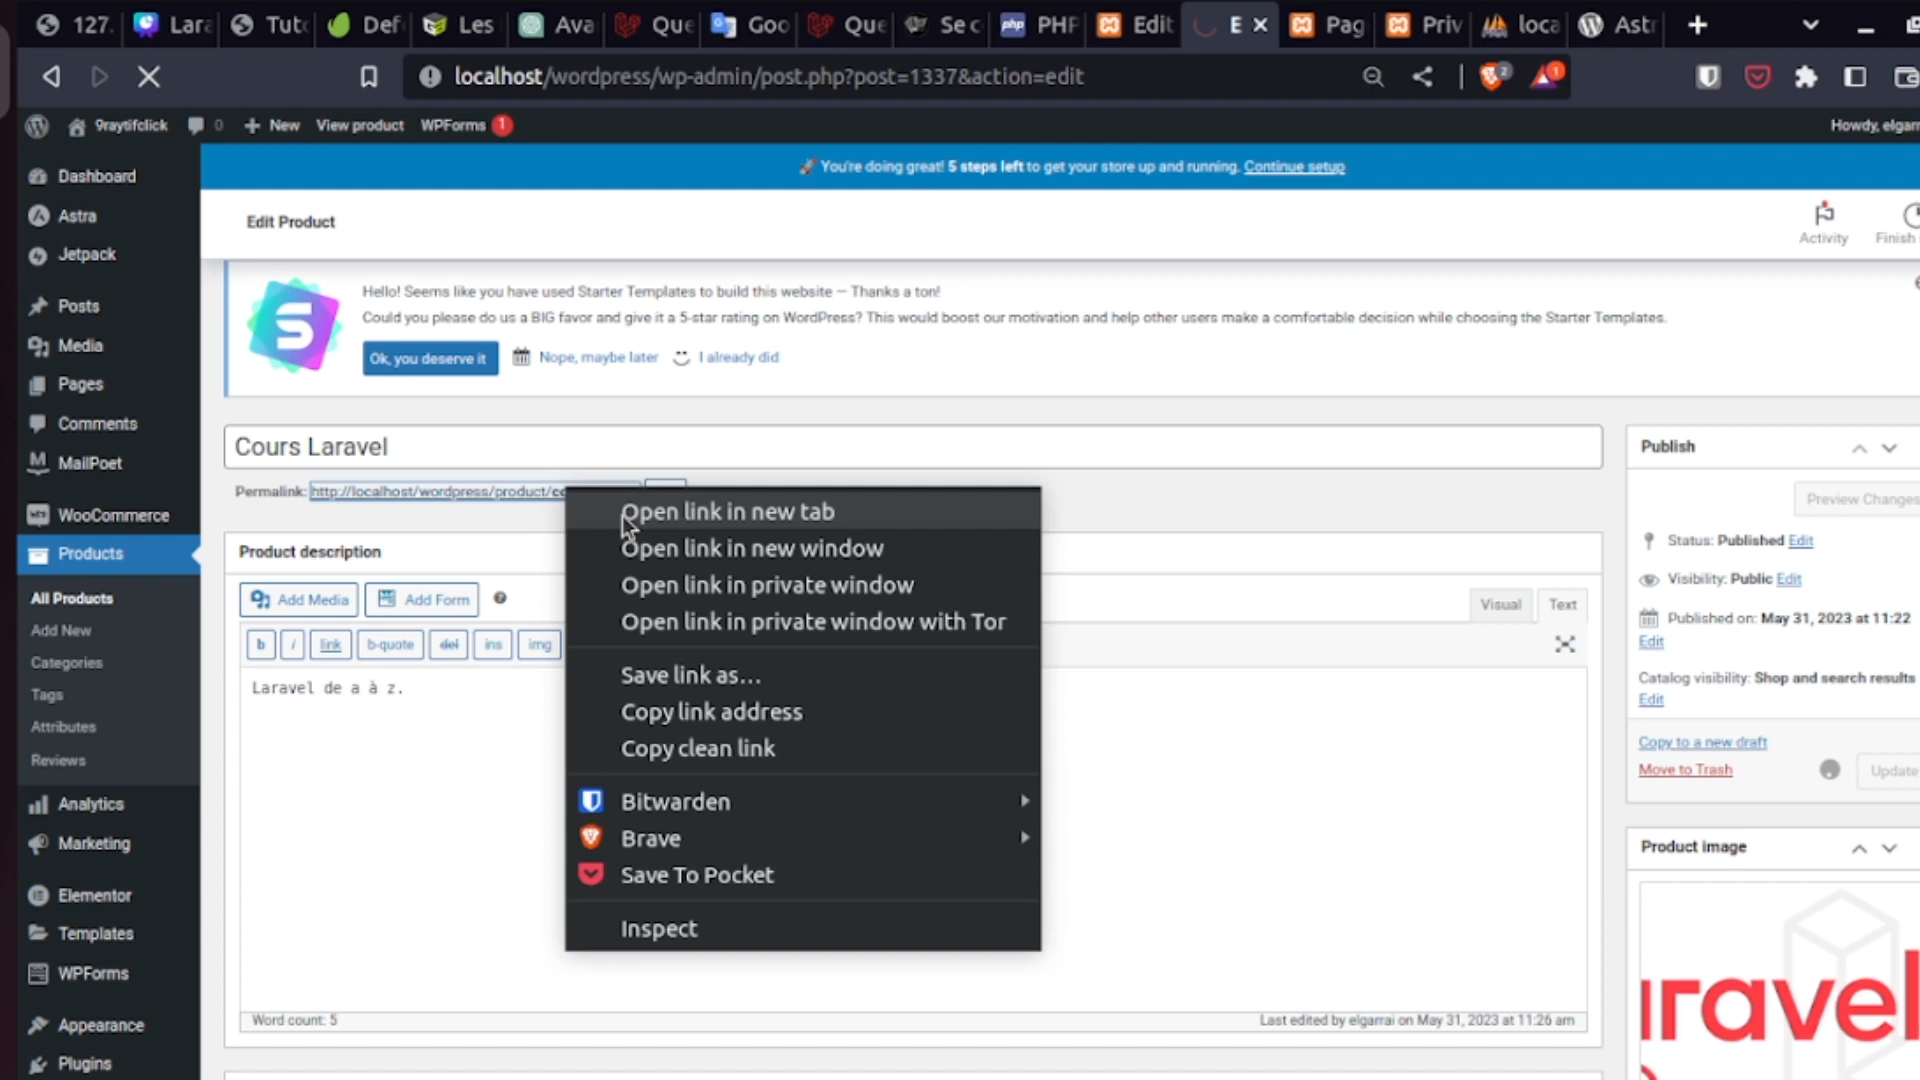 127.
Lara
Tuto
Def
Les
Ava
Que
Goo
Que
Sec
php PHP
Edit
E
Pag
Priv
loca
Astr
localhost/wordpress/wp-admin/post.php?post=1337&action=edit
2
1
9raytifclick
0
New
View product
WPForms 1
Howdy, elgarra
🚀 You're doing great! 5 steps left to get your store up and running. Continue setup
Dashboard
Astra
Jetpack
Posts
Media
Pages
Comments
MailPoet
WooCommerce
Products
All Products
Add New
Categories
Tags
Attributes
Reviews
Analytics
Marketing
Elementor
Templates
WPForms
Appearance
Plugins
Edit Product
Activity
Finish
Hello! Seems like you have used Starter Templates to build this website — Thanks a ton!
Could you please do us a BIG favor and give it a 5-star rating on WordPress? This would boost our motivation and help other users make a comfortable decision while choosing the Starter Templates.
Ok, you deserve it
Nope, maybe later
I already did
Cours Laravel
Permalink: http://localhost/wordpress/product/co
Product description
Add Media
Add Form
Visual
Text
b
i
link
b-quote
del
ins
img
Laravel de a à z.
Word count: 5
Last edited by elgarrai on May 31, 2023 at 11:26 am
Open link in new tab
Open link in new window
Open link in private window
Open link in private window with Tor
Save link as…
Copy link address
Copy clean link
Bitwarden
Brave
Save To Pocket
Inspect
Publish
Preview Changes
Status: Published Edit
Visibility: Public Edit
Published on: May 31, 2023 at 11:22
Edit
Catalog visibility: Shop and search results
Edit
Copy to a new draft
Move to Trash
Update
Product image
aravel